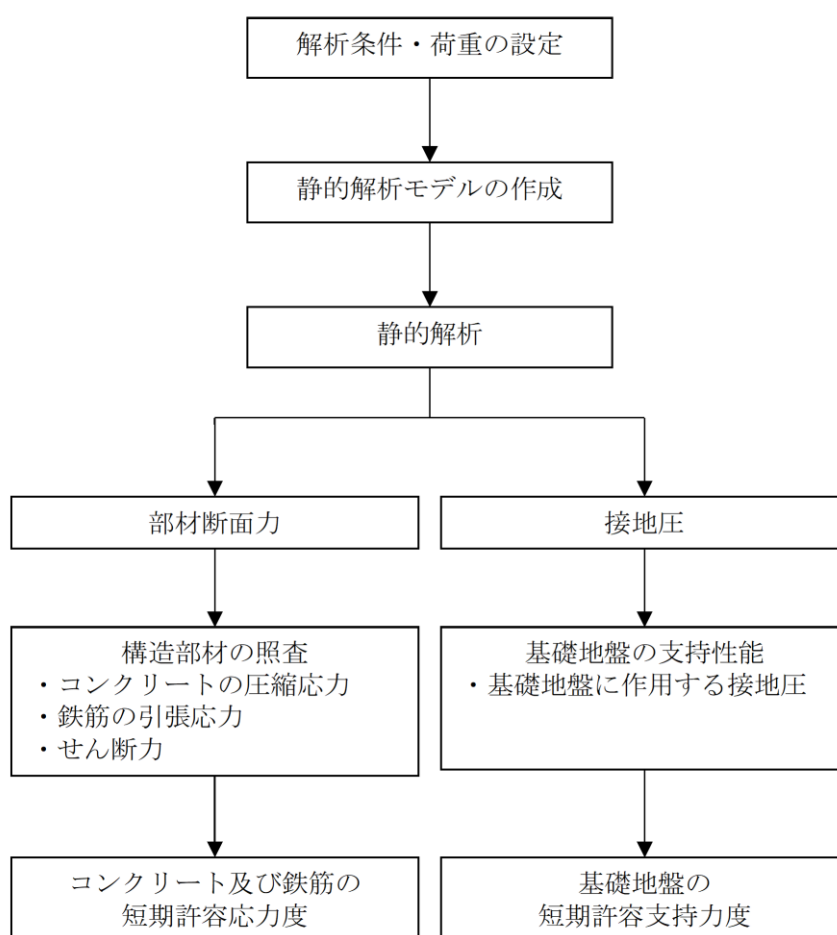 解析条件・荷重の設定
静的解析モデルの作成
静的解析
部材断面力
接地圧
構造部材の照査
・コンクリートの圧縮応力
・鉄筋の引張応力
・せん断力
基礎地盤の支持性能
・基礎地盤に作用する接地圧
コンクリート及び鉄筋の
短期許容応力度
基礎地盤の
短期許容支持力度